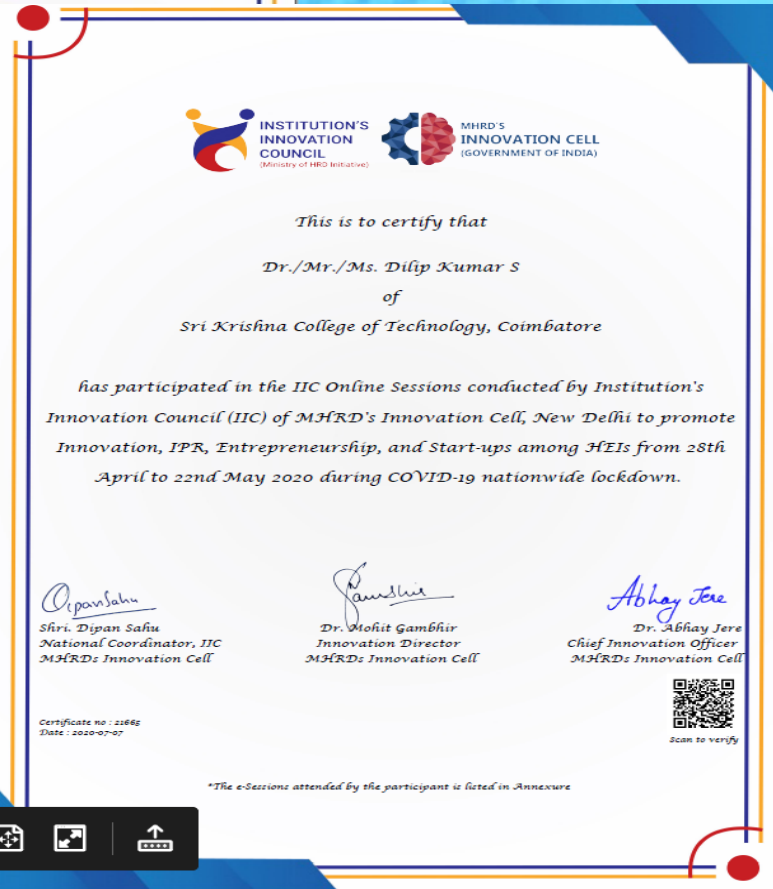 INSTITUTION'S
INNOVATION
COUNCIL
(Ministry of HRD Initiative)
MHRD'S
INNOVATION CELL
(GOVERNMENT OF INDIA)
This is to certify that
Dr./Mr./Ms. Dilip Kumar S
of
Sri Krishna College of Technology, Coimbatore
has participated in the IIC Online Sessions conducted by Institution's
Innovation Council (IIC) of MHRD's Innovation Cell, New Delhi to promote
Innovation, IPR, Entrepreneurship, and Start-ups among HEIs from 28th
April to 22nd May 2020 during COVID-19 nationwide lockdown.
Dipan Sahu
Abhay Jere
Shri. Dipan Sahu
National Coordinator, IIC
MHRDs Innovation Cell
Dr. Mohit Gambhir
Innovation Director
MHRDs Innovation Cell
Dr. Abhay Jere
Chief Innovation Officer
MHRDs Innovation Cell
Certificate no : 21665
Date : 2020-07-07
Scan to verify
*The e-Sessions attended by the participant is listed in Annexure